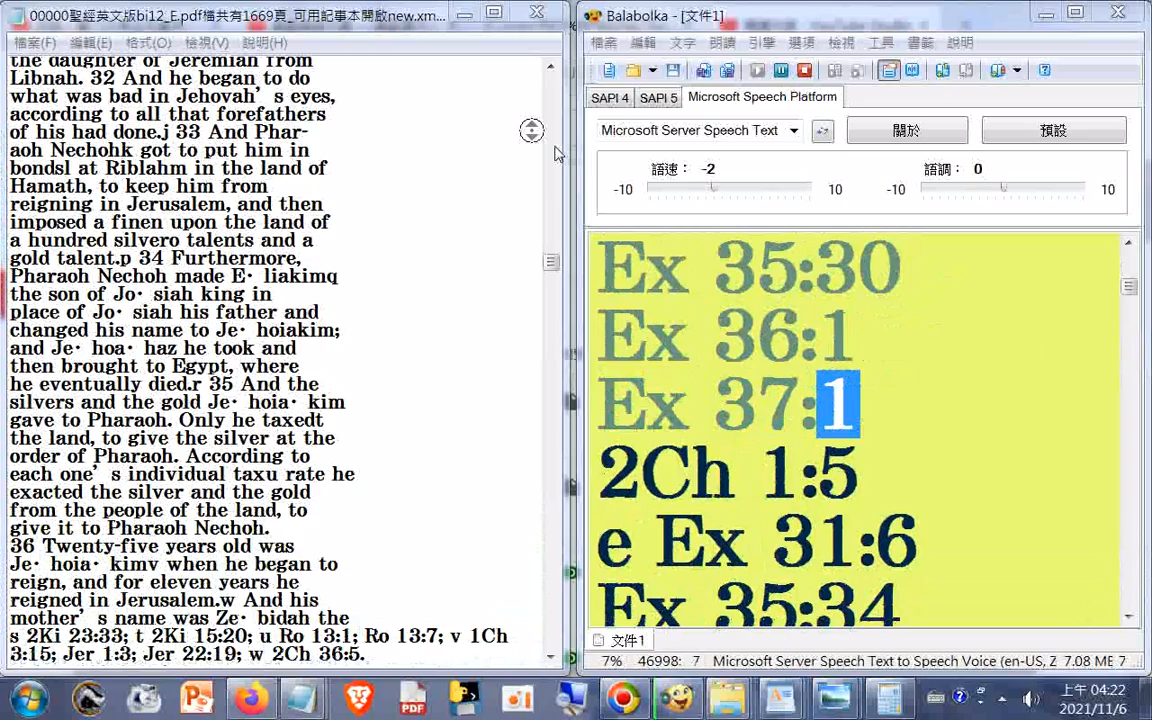 00000聖經英文版bi12_E.pdf檔共有1669頁_可用記事本開啟new.xm...
檔案(F) 編輯(E) 格式(O) 檢視(V) 說明(H)
the daughter of Jeremiah from
Libnah. 32 And he began to do
what was bad in Jehovah’s eyes,
according to all that forefathers
of his had done.j 33 And Phar-
aoh Nechohk got to put him in
bondsl at Riblahm in the land of
Hamath, to keep him from
reigning in Jerusalem, and then
imposed a finen upon the land of
a hundred silvero talents and a
gold talent.p 34 Furthermore,
Pharaoh Nechoh made E·liakimq
the son of Jo·siah king in
place of Jo·siah his father and
changed his name to Je·hoiakim;
and Je·hoa·haz he took and
then brought to Egypt, where
he eventually died.r 35 And the
silvers and the gold Je·hoia·kim
gave to Pharaoh. Only he taxedt
the land, to give the silver at the
order of Pharaoh. According to
each one’s individual taxu rate he
exacted the silver and the gold
from the people of the land, to
give it to Pharaoh Nechoh.
36 Twenty-five years old was
Je·hoia·kimv when he began to
reign, and for eleven years he
reigned in Jerusalem.w And his
mother’s name was Ze·bidah the
s 2Ki 23:33; t 2Ki 15:20; u Ro 13:1; Ro 13:7; v 1Ch
3:15; Jer 1:3; Jer 22:19; w 2Ch 36:5.
Balabolka - [文件1]
檔案 編輯 文字 朗讀 引擎 選項 檢視 工具 書籤 說明
SAPI 4 SAPI 5 Microsoft Speech Platform
Microsoft Server Speech Text 關於 預設
語速: -2 語調: 0
-10 10 -10 10
Ex 35:30
Ex 36:1
Ex 37:1
2Ch 1:5
e Ex 31:6
Ex 35:34
文件1
7% 46998: 7 Microsoft Server Speech Text to Speech Voice (en-US, Z 7.08 MB 7
PDF
上午 04:22
2021/11/6